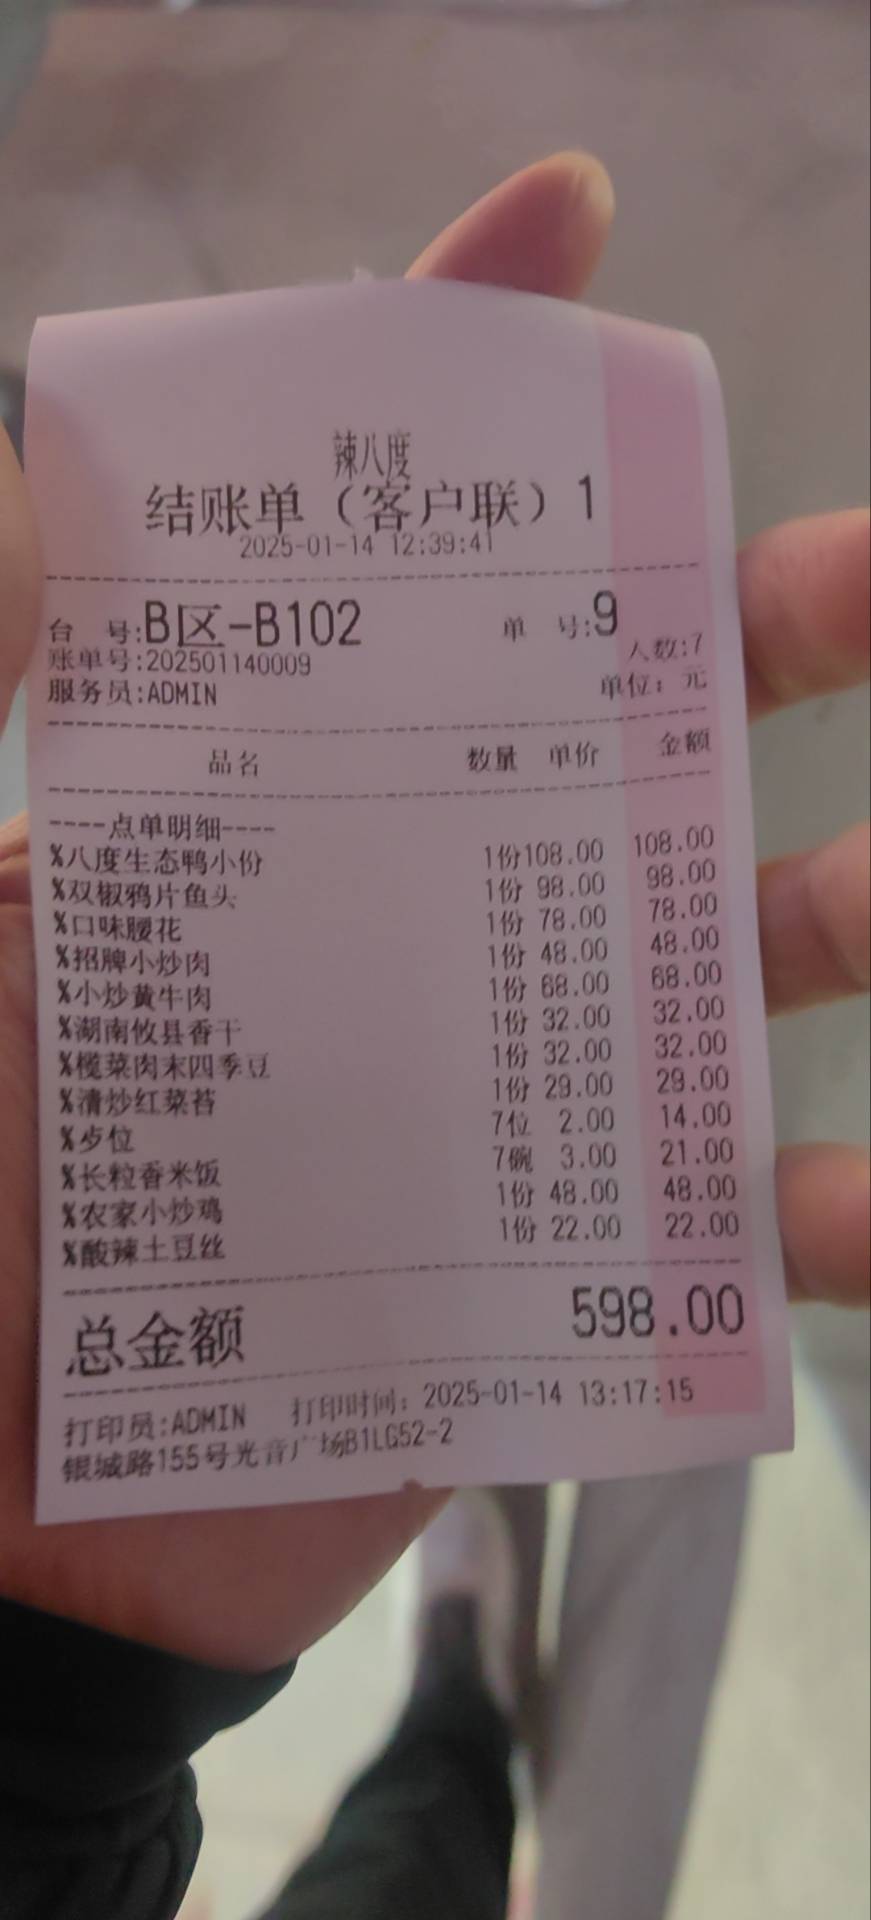 辣八度
结账单（客户联）1
2025-01-14 12:39:41
台 号:B区-B102 单 号:9
账单号:202501140009 人数:7
服务员:ADMIN 单位：元
品名 数量 单价 金额
----点单明细----
%八度生态鸭小份 1份108.00 108.00
%双椒鸦片鱼头 1份 98.00 98.00
%口味腰花 1份 78.00 78.00
%招牌小炒肉 1份 48.00 48.00
%小炒黄牛肉 1份 68.00 68.00
%湖南攸县香干 1份 32.00 32.00
%榄菜肉末四季豆 1份 32.00 32.00
%清炒红菜苔 1份 29.00 29.00
%歺位 7位 2.00 14.00
%长粒香米饭 7碗 3.00 21.00
%农家小炒鸡 1份 48.00 48.00
%酸辣土豆丝 1份 22.00 22.00
总金额 598.00
打印员:ADMIN 打印时间：2025-01-14 13:17:15
银城路155号光音广场B1LG52-2